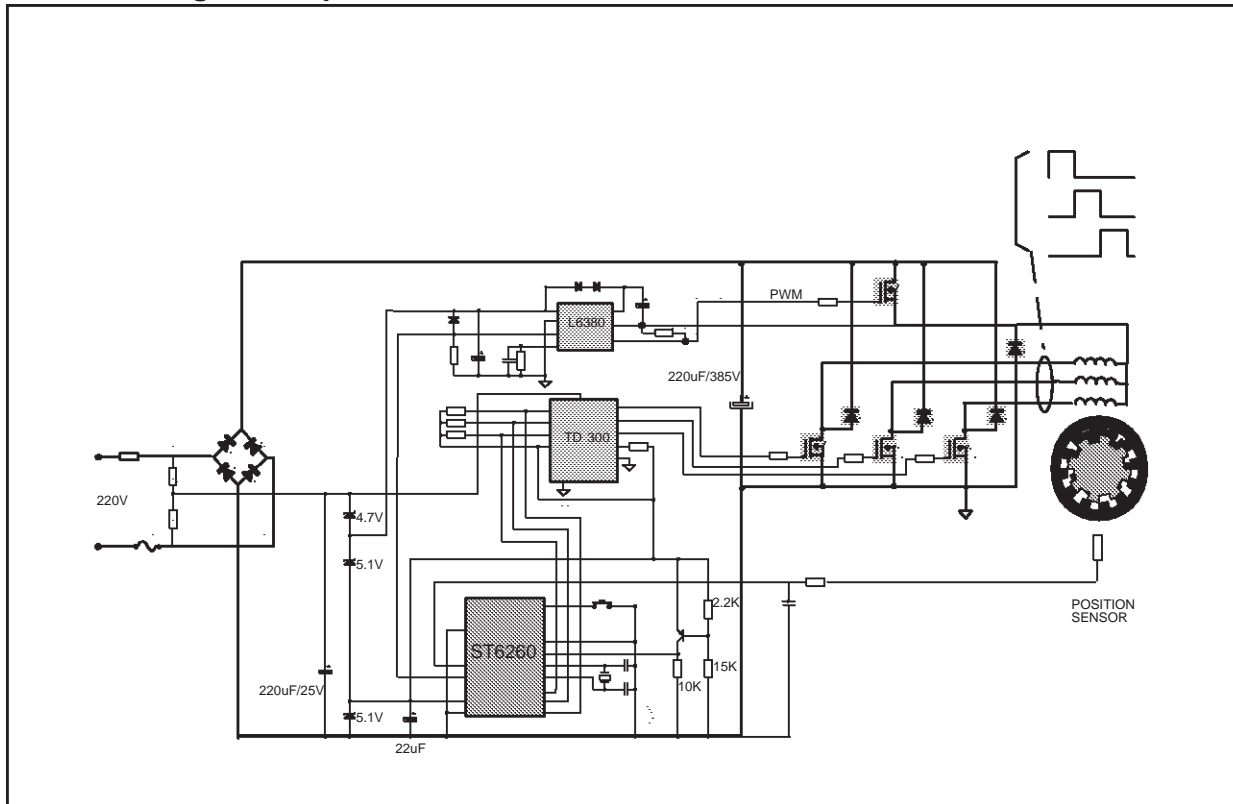 PWM
L6380
220uF/385V
TD 300
220V
4.7V
5.1V
2.2K
POSITION
SENSOR
ST6260
15K
10K
220uF/25V
5.1V
22uF